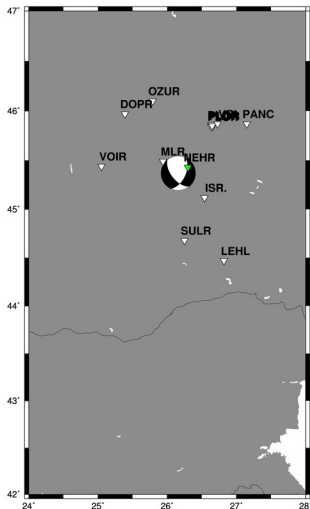 47°
OZUR
DOPR
46°
PANC
MLR
NEHR
VOIR
ISR.
45°
SULR
LEHL
44°
43°
42°
24° 25° 26° 27° 28